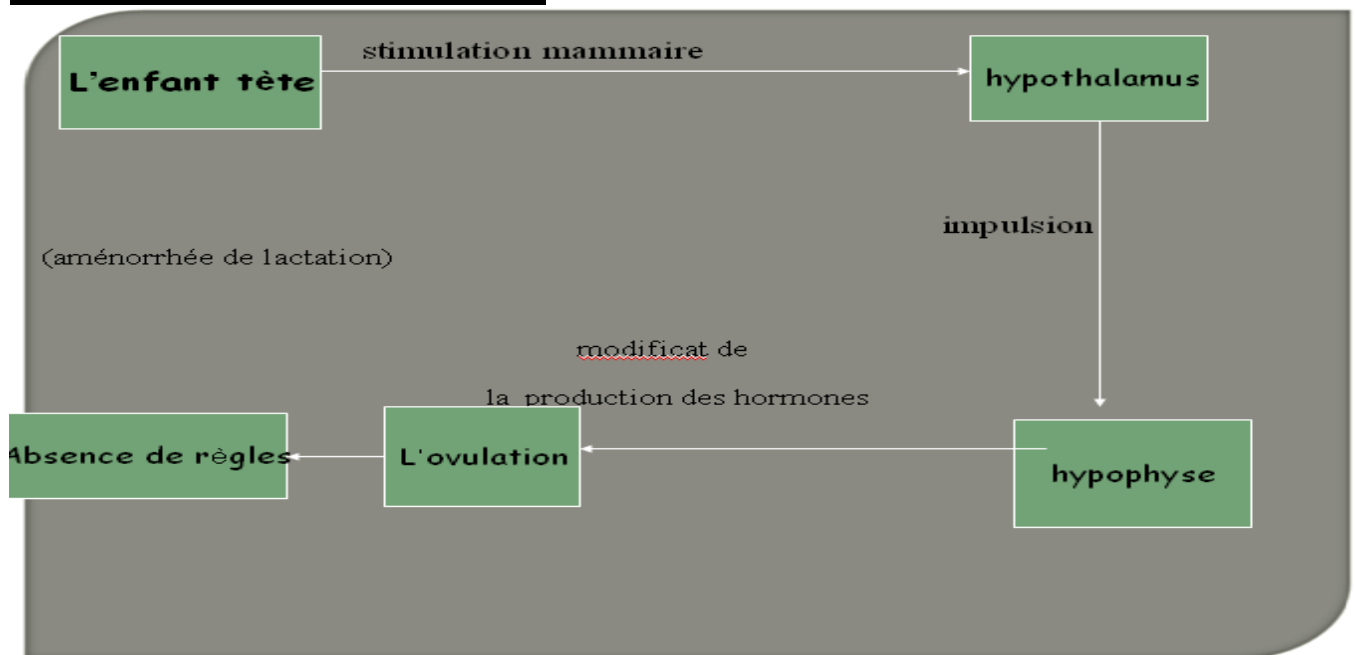 stimulation mammaire
L'enfant tète
hypothalamus
impulsion
(aménorrhée de lactation)
modificat de
la production des hormones
Absence de règles
L'ovulation
hypophyse